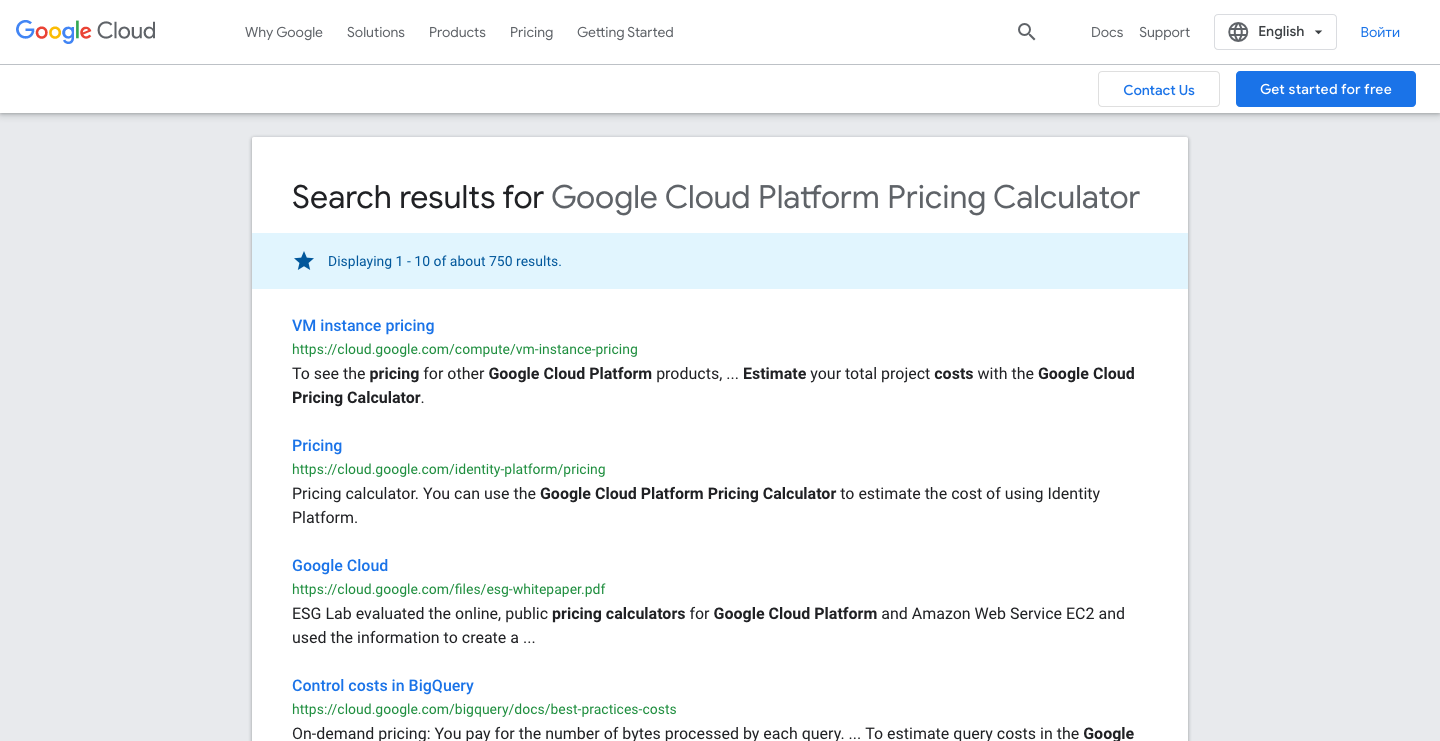 Google Cloud
Why Google Solutions Products Pricing Getting Started
Docs Support English Войти
Contact Us Get started for free
Search results for Google Cloud Platform Pricing Calculator
Displaying 1 - 10 of about 750 results.
VM instance pricing
https://cloud.google.com/compute/vm-instance-pricing
To see the pricing for other Google Cloud Platform products, ... Estimate your total project costs with the Google Cloud
Pricing Calculator.
Pricing
https://cloud.google.com/identity-platform/pricing
Pricing calculator. You can use the Google Cloud Platform Pricing Calculator to estimate the cost of using Identity
Platform.
Google Cloud
https://cloud.google.com/files/esg-whitepaper.pdf
ESG Lab evaluated the online, public pricing calculators for Google Cloud Platform and Amazon Web Service EC2 and
used the information to create a ...
Control costs in BigQuery
https://cloud.google.com/bigquery/docs/best-practices-costs
On-demand pricing: You pay for the number of bytes processed by each query. ... To estimate query costs in the Google